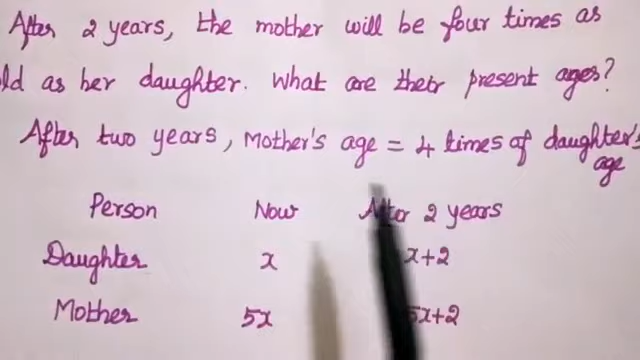 After 2 years, the mother will be four times as
ld as her daughter. What are their present ages?
After two years, Mother's age = 4 times of daughter's
age
Person Now After 2 years
Daughter x x+2
Mother 5x 5x+2